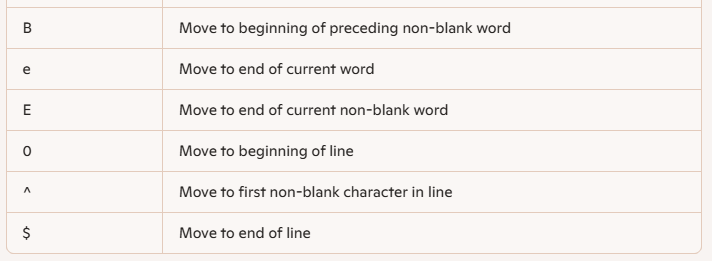 B Move to beginning of preceding non-blank word
e Move to end of current word
E Move to end of current non-blank word
0 Move to beginning of line
^ Move to first non-blank character in line
$ Move to end of line